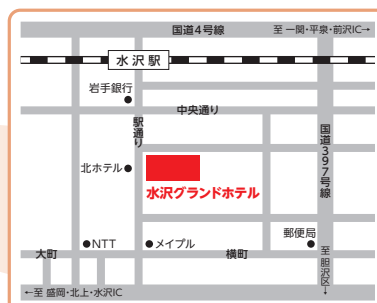 国道4号線
至 一関・平泉・前沢IC→
水沢駅
岩手銀行
中央通り
駅通り
国道397号線
北ホテル
水沢グランドホテル
NTT
メイプル
郵便局
大町
横町
至 胆沢区→
←至 盛岡・北上・水沢IC